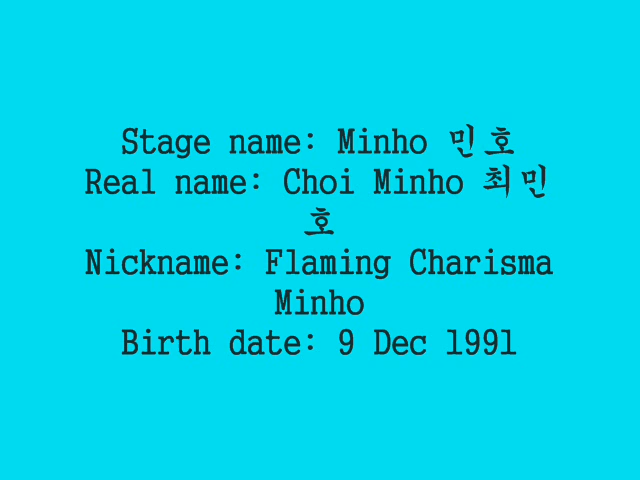 Stage name: Minho 민호
Real name: Choi Minho 최민
호
Nickname: Flaming Charisma
Minho
Birth date: 9 Dec 1991